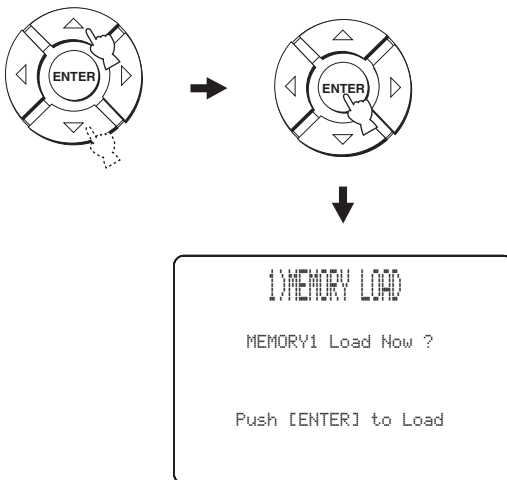 ENTER
ENTER
1)MEMORY LOAD
MEMORY1 Load Now ?
Push [ENTER] to Load